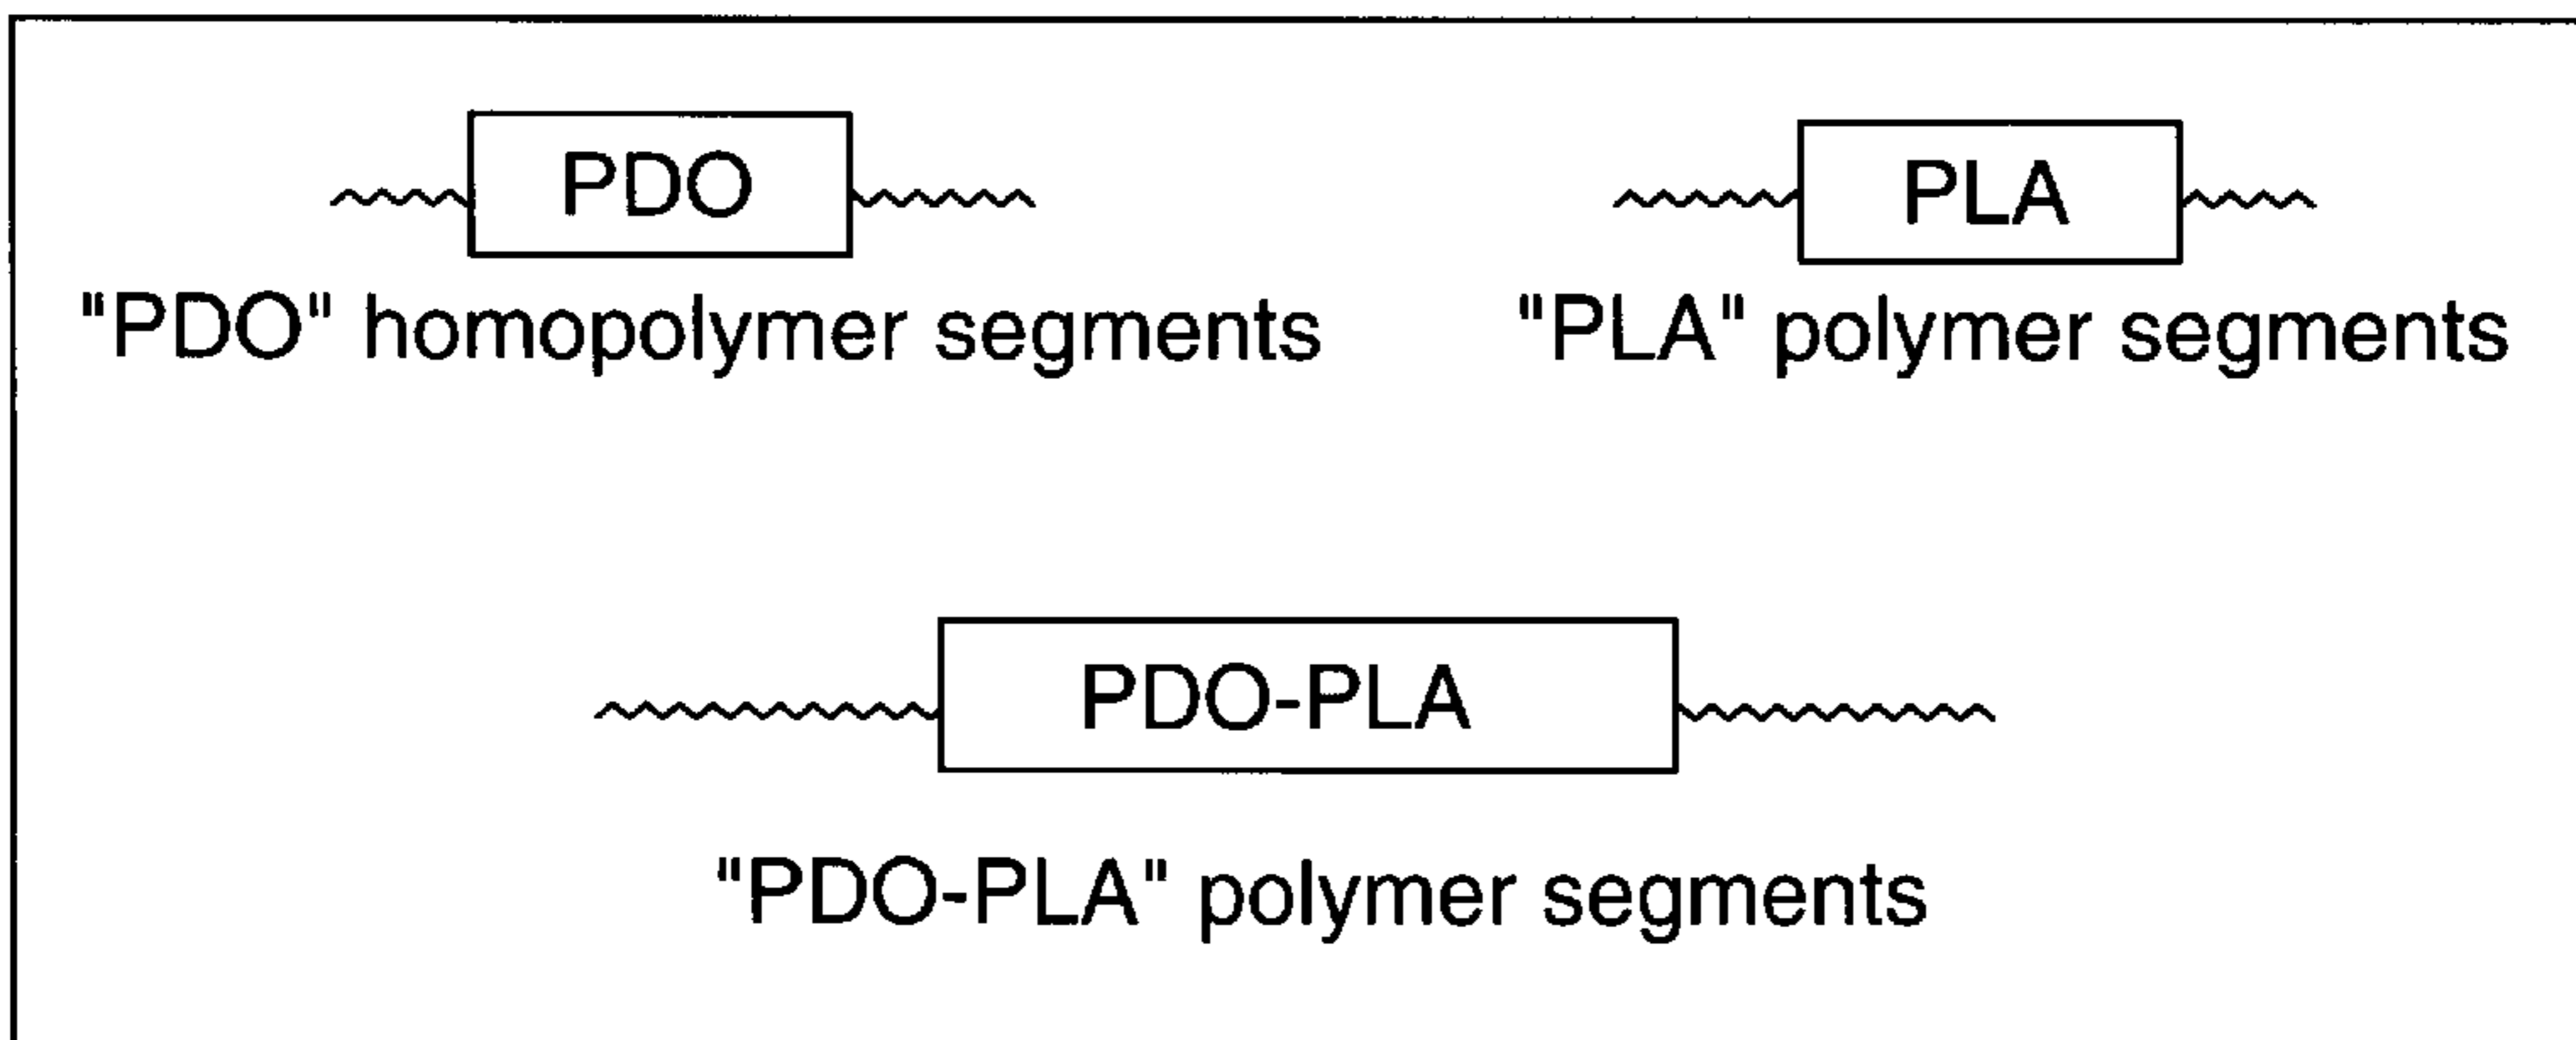 PDO
PLA
"PDO" homopolymer segments
"PLA" polymer segments
PDO-PLA
"PDO-PLA" polymer segments